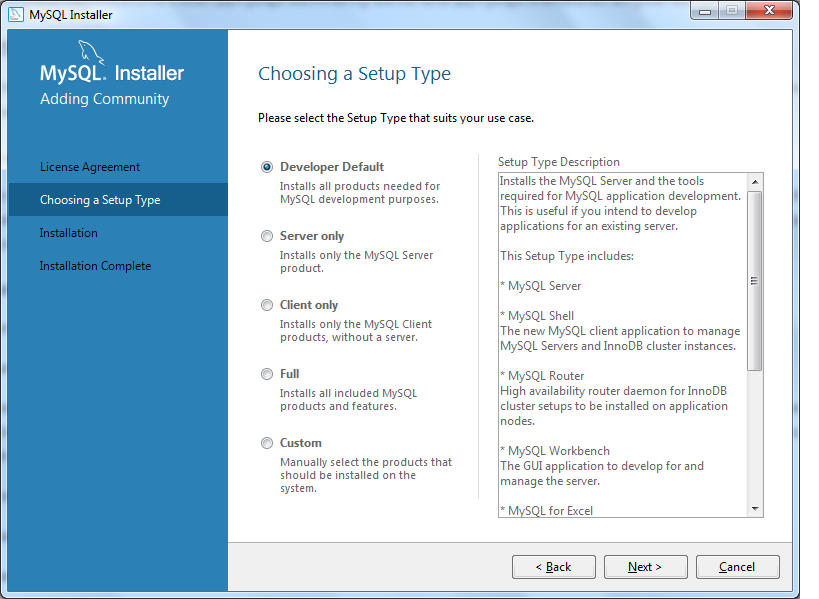 MySQL Installer
MySQL. Installer
Adding Community
License Agreement
Choosing a Setup Type
Installation
Installation Complete
Choosing a Setup Type
Please select the Setup Type that suits your use case.
Developer Default
Installs all products needed for
MySQL development purposes.
Server only
Installs only the MySQL Server
product.
Client only
Installs only the MySQL Client
products, without a server.
Full
Installs all included MySQL
products and features.
Custom
Manually select the products that
should be installed on the
system.
Setup Type Description
Installs the MySQL Server and the tools
required for MySQL application development.
This is useful if you intend to develop
applications for an existing server.
This Setup Type includes:
* MySQL Server
* MySQL Shell
The new MySQL client application to manage
MySQL Servers and InnoDB cluster instances.
* MySQL Router
High availability router daemon for InnoDB
cluster setups to be installed on application
nodes.
* MySQL Workbench
The GUI application to develop for and
manage the server.
* MySQL for Excel
< Back
Next >
Cancel